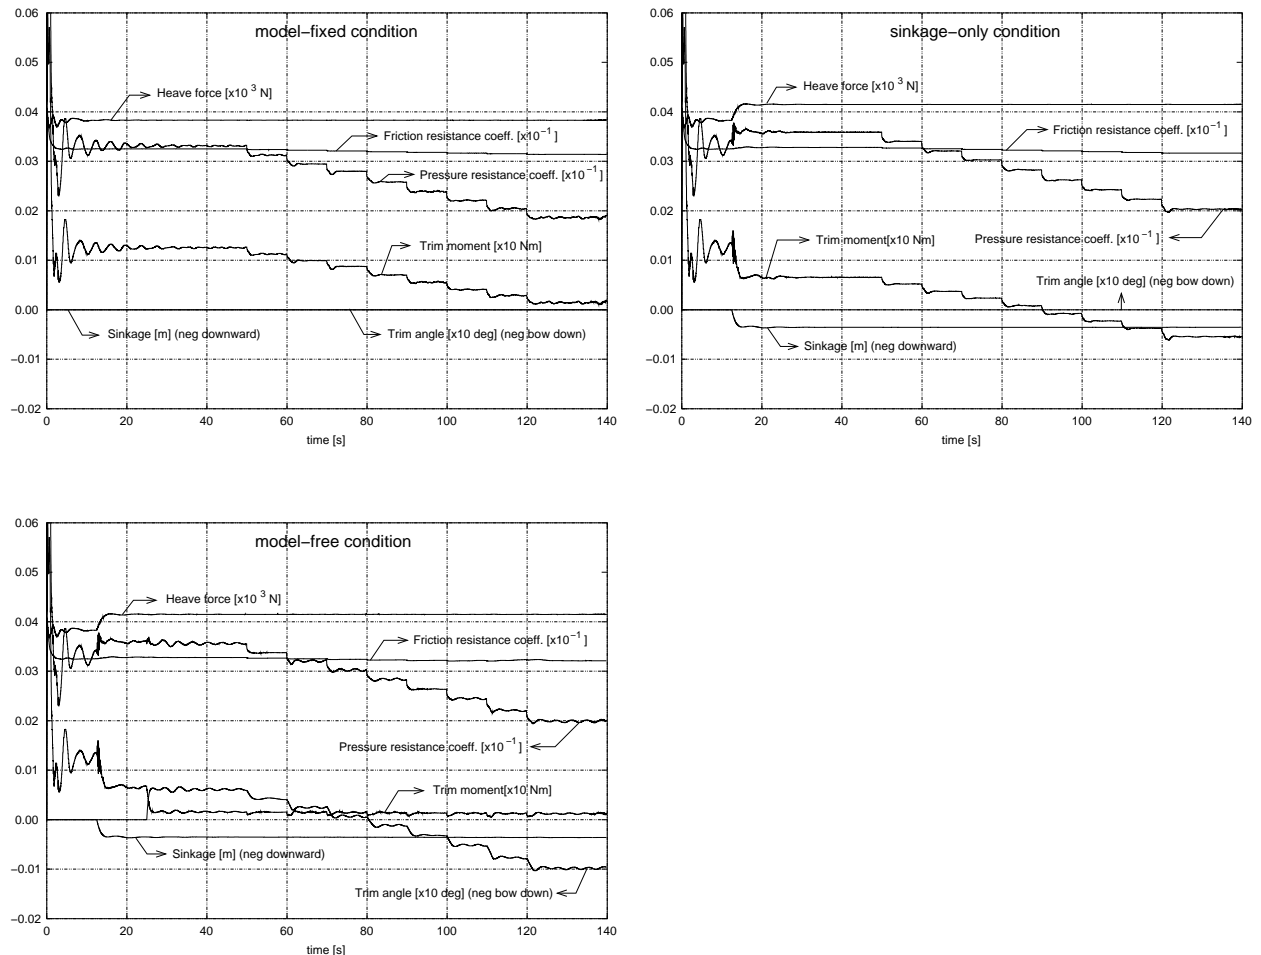 model−fixed condition
0.06
0.05
0.04
0.03
0.02
0.01
0.00
−0.01
−0.02
Heave force [x10 3 N]
Friction resistance coeff. [x10−1 ]
Pressure resistance coeff. [x10−1 ]
Trim moment [x10 Nm]
Sinkage [m] (neg downward)
Trim angle [x10 deg] (neg bow down)
0 20 40 60 80 100 120 140
time [s]
sinkage−only condition
0.06
0.05
0.04
0.03
0.02
0.01
0.00
−0.01
−0.02
Heave force [x10 3 N]
Friction resistance coeff. [x10−1 ]
Trim moment[x10 Nm]
Pressure resistance coeff. [x10−1 ]
Trim angle [x10 deg] (neg bow down)
Sinkage [m] (neg downward)
0 20 40 60 80 100 120 140
time [s]
model−free condition
0.06
0.05
0.04
0.03
0.02
0.01
0.00
−0.01
−0.02
Heave force [x10 3 N]
Friction resistance coeff. [x10−1 ]
Pressure resistance coeff. [x10−1 ]
Trim moment[x10 Nm]
Sinkage [m] (neg downward)
Trim angle [x10 deg] (neg bow down)
0 20 40 60 80 100 120 140
time [s]